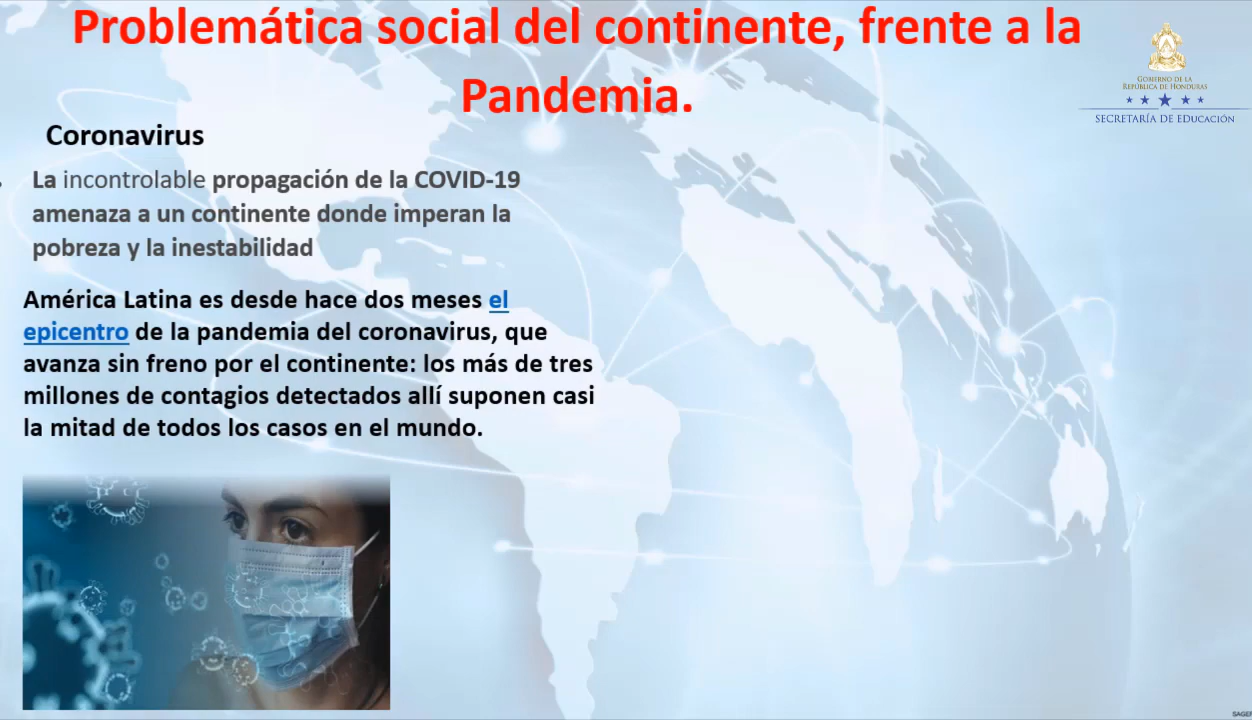 Problemática social del continente, frente a la
Pandemia.
GOBIERNO DE LA
REPÚBLICA DE HONDURAS
SECRETARÍA DE EDUCACIÓN
Coronavirus
La incontrolable propagación de la COVID-19
amenaza a un continente donde imperan la
pobreza y la inestabilidad
América Latina es desde hace dos meses el
epicentro de la pandemia del coronavirus, que
avanza sin freno por el continente: los más de tres
millones de contagios detectados allí suponen casi
la mitad de todos los casos en el mundo.